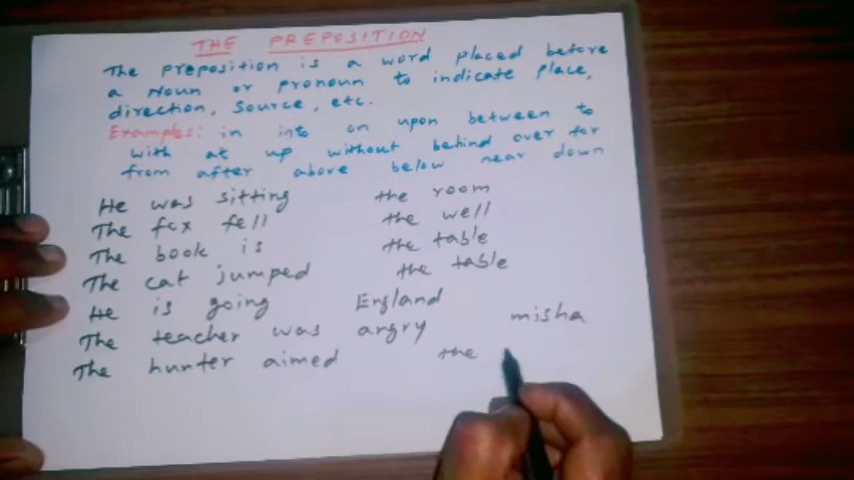 THE PREPOSITION
The preposition is a word placed before
a Noun or pronoun to indicate place,
direction, source, etc.
Examples: in into on upon between to
with at up without behind over for
from after above below near down
He was sitting the room
The fox fell the well
The book is the table
The cat jumped the table
He is going England
The teacher was angry misha
The hunter aimed the